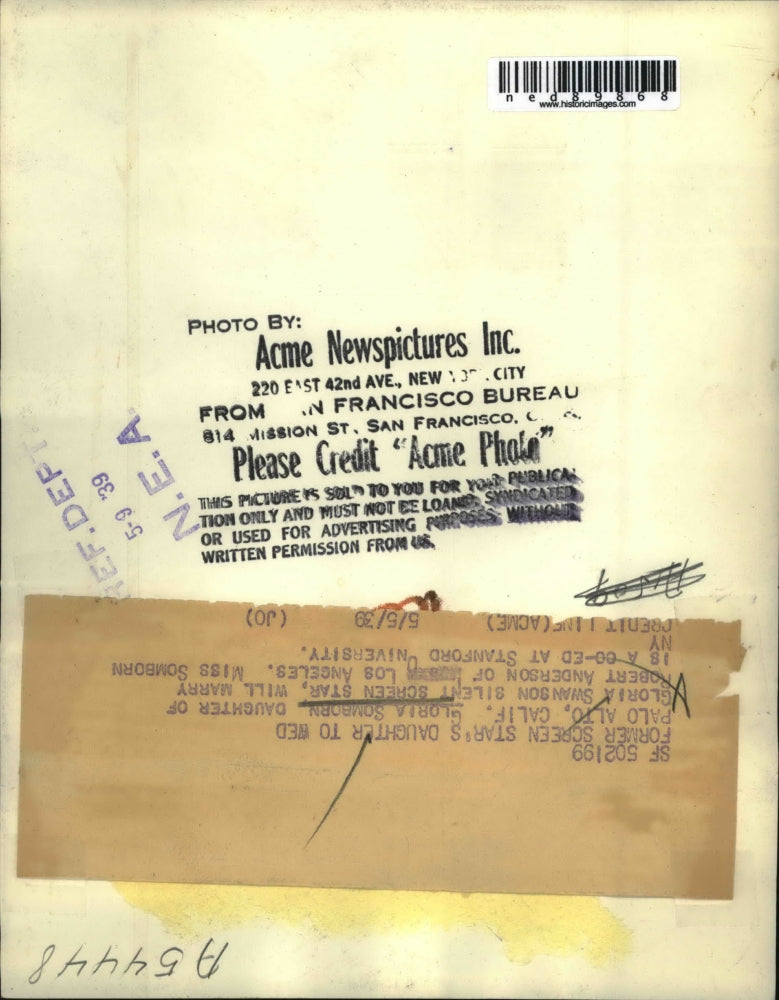 ned89868
www.historicimages.com
PHOTO BY:
Acme Newspictures Inc.
220 EAST 42nd AVE., NEW YORK CITY
FROM SAN FRANCISCO BUREAU
814 MISSION ST., SAN FRANCISCO,
Please Credit "Acme Photo"
THIS PICTURE IS SOLD TO YOU FOR YOUR PUBLICA-
TION ONLY AND MUST NOT BE LOANED, SYNDICATED
OR USED FOR ADVERTISING PURPOSES WITHOUT
WRITTEN PERMISSION FROM US.
REF. DEPT.
5-9 '39
N.E.A.
SF 502199
FORMER SCREEN STAR'S DAUGHTER TO WED
PALO ALTO, CALIF. GLORIA SOMBORN DAUGHTER OF
GLORIA SWANSON SILENT SCREEN STAR, WILL MARRY
ROBERT ANDERSON OF LOS ANGELES. MISS SOMBORN
IS A CO-ED AT STANFORD UNIVERSITY.
NY
CREDIT LINE (ACME) 5/5/39 (JO)
A54448